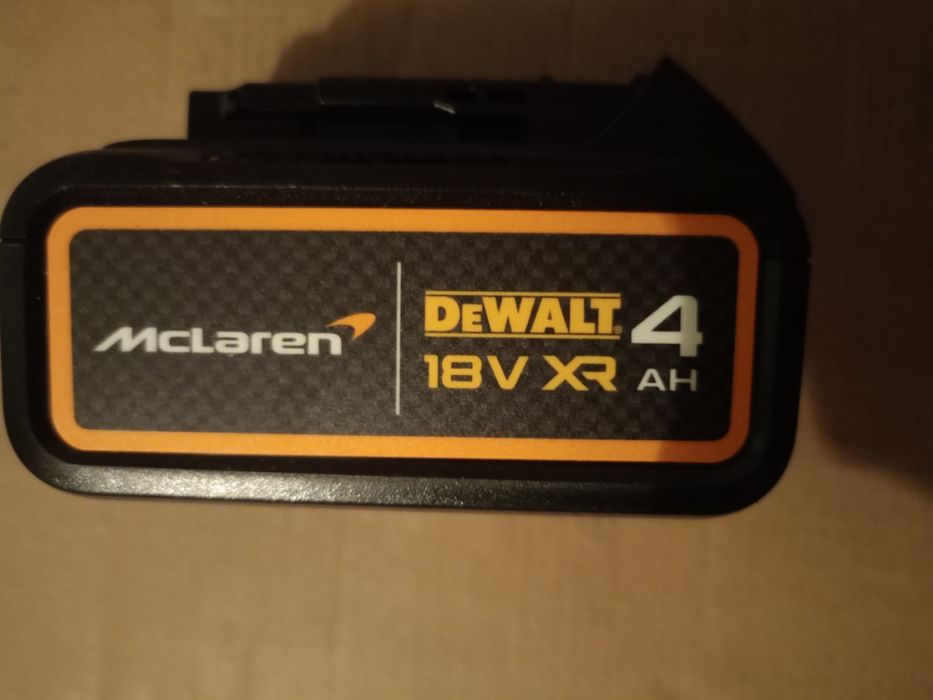 McLaren
DEWALT® 4
18V XR AH